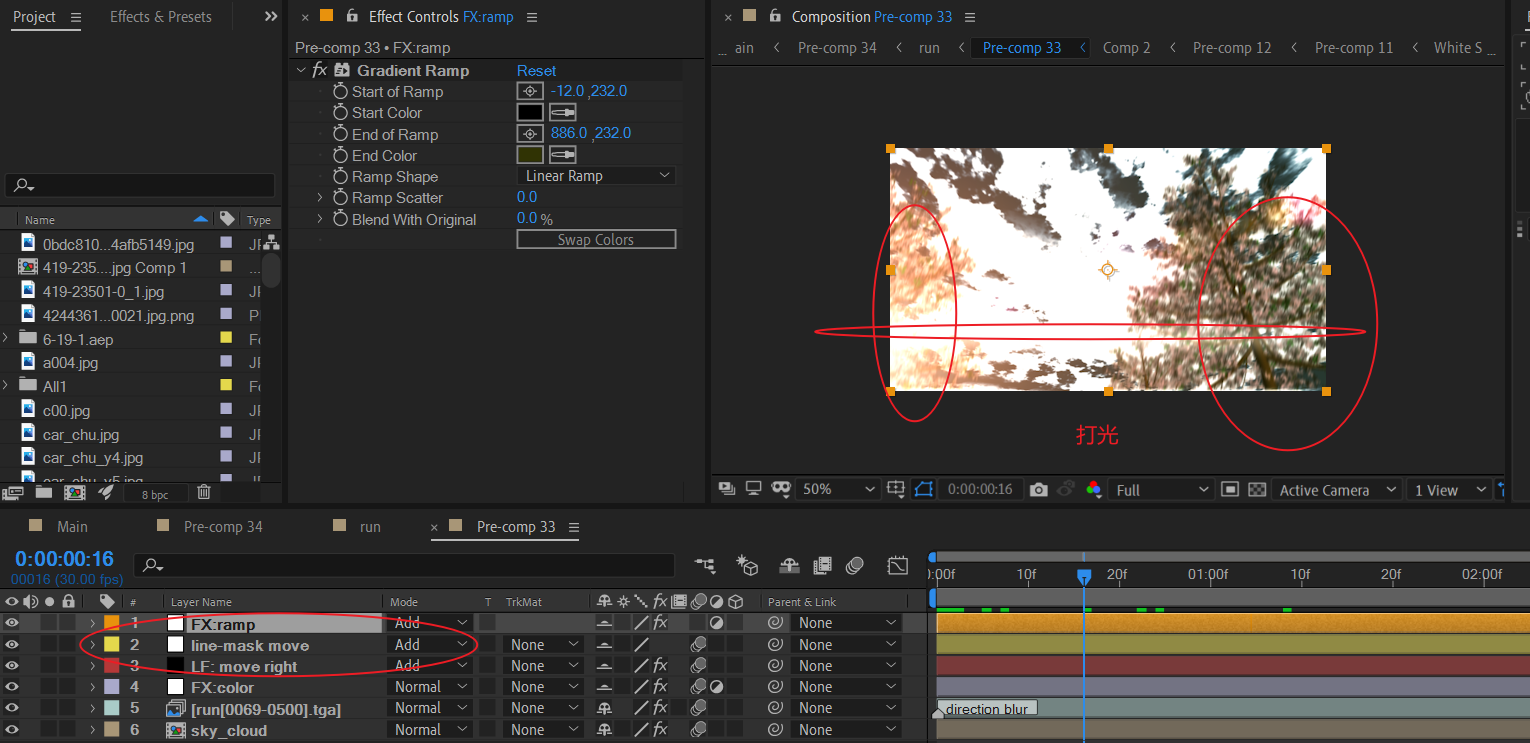 Project
Effects & Presets
Effect Controls FX:ramp
Composition Pre-comp 33
Pre-comp 33 • FX:ramp
... ain
Pre-comp 34
run
Pre-comp 33
Comp 2
Pre-comp 12
Pre-comp 11
White S ...
fx Gradient Ramp Reset
Start of Ramp -12.0 ,232.0
Start Color
End of Ramp 886.0 ,232.0
End Color
Ramp Shape Linear Ramp
Ramp Scatter 0.0
Blend With Original 0.0 %
Swap Colors
Name Type
0bdc810...4afb5149.jpg
419-235....jpg Comp 1 ...
419-23501-0_1.jpg
4244361...0021.jpg.png
6-19-1.aep
a004.jpg
All1
c00.jpg
car_chu.jpg
car_chu_y4.jpg
car_chu_y5.jpg
8 bpc
打光
50%
0:00:00:16
Full
Active Camera
1 View
Main
Pre-comp 34
run
Pre-comp 33
0:00:00:16
00016 (30.00 fps)
):00f 10f 20f 01:00f 10f 20f 02:00f
# Layer Name Mode T TrkMat fx Parent & Link
1 FX:ramp Add fx None
2 line-mask move Add None None
3 LF: move right Add None fx None
4 FX:color Normal None fx None
5 [run[0069-0500].tga] Normal None fx None
direction blur
6 sky_cloud Normal None None